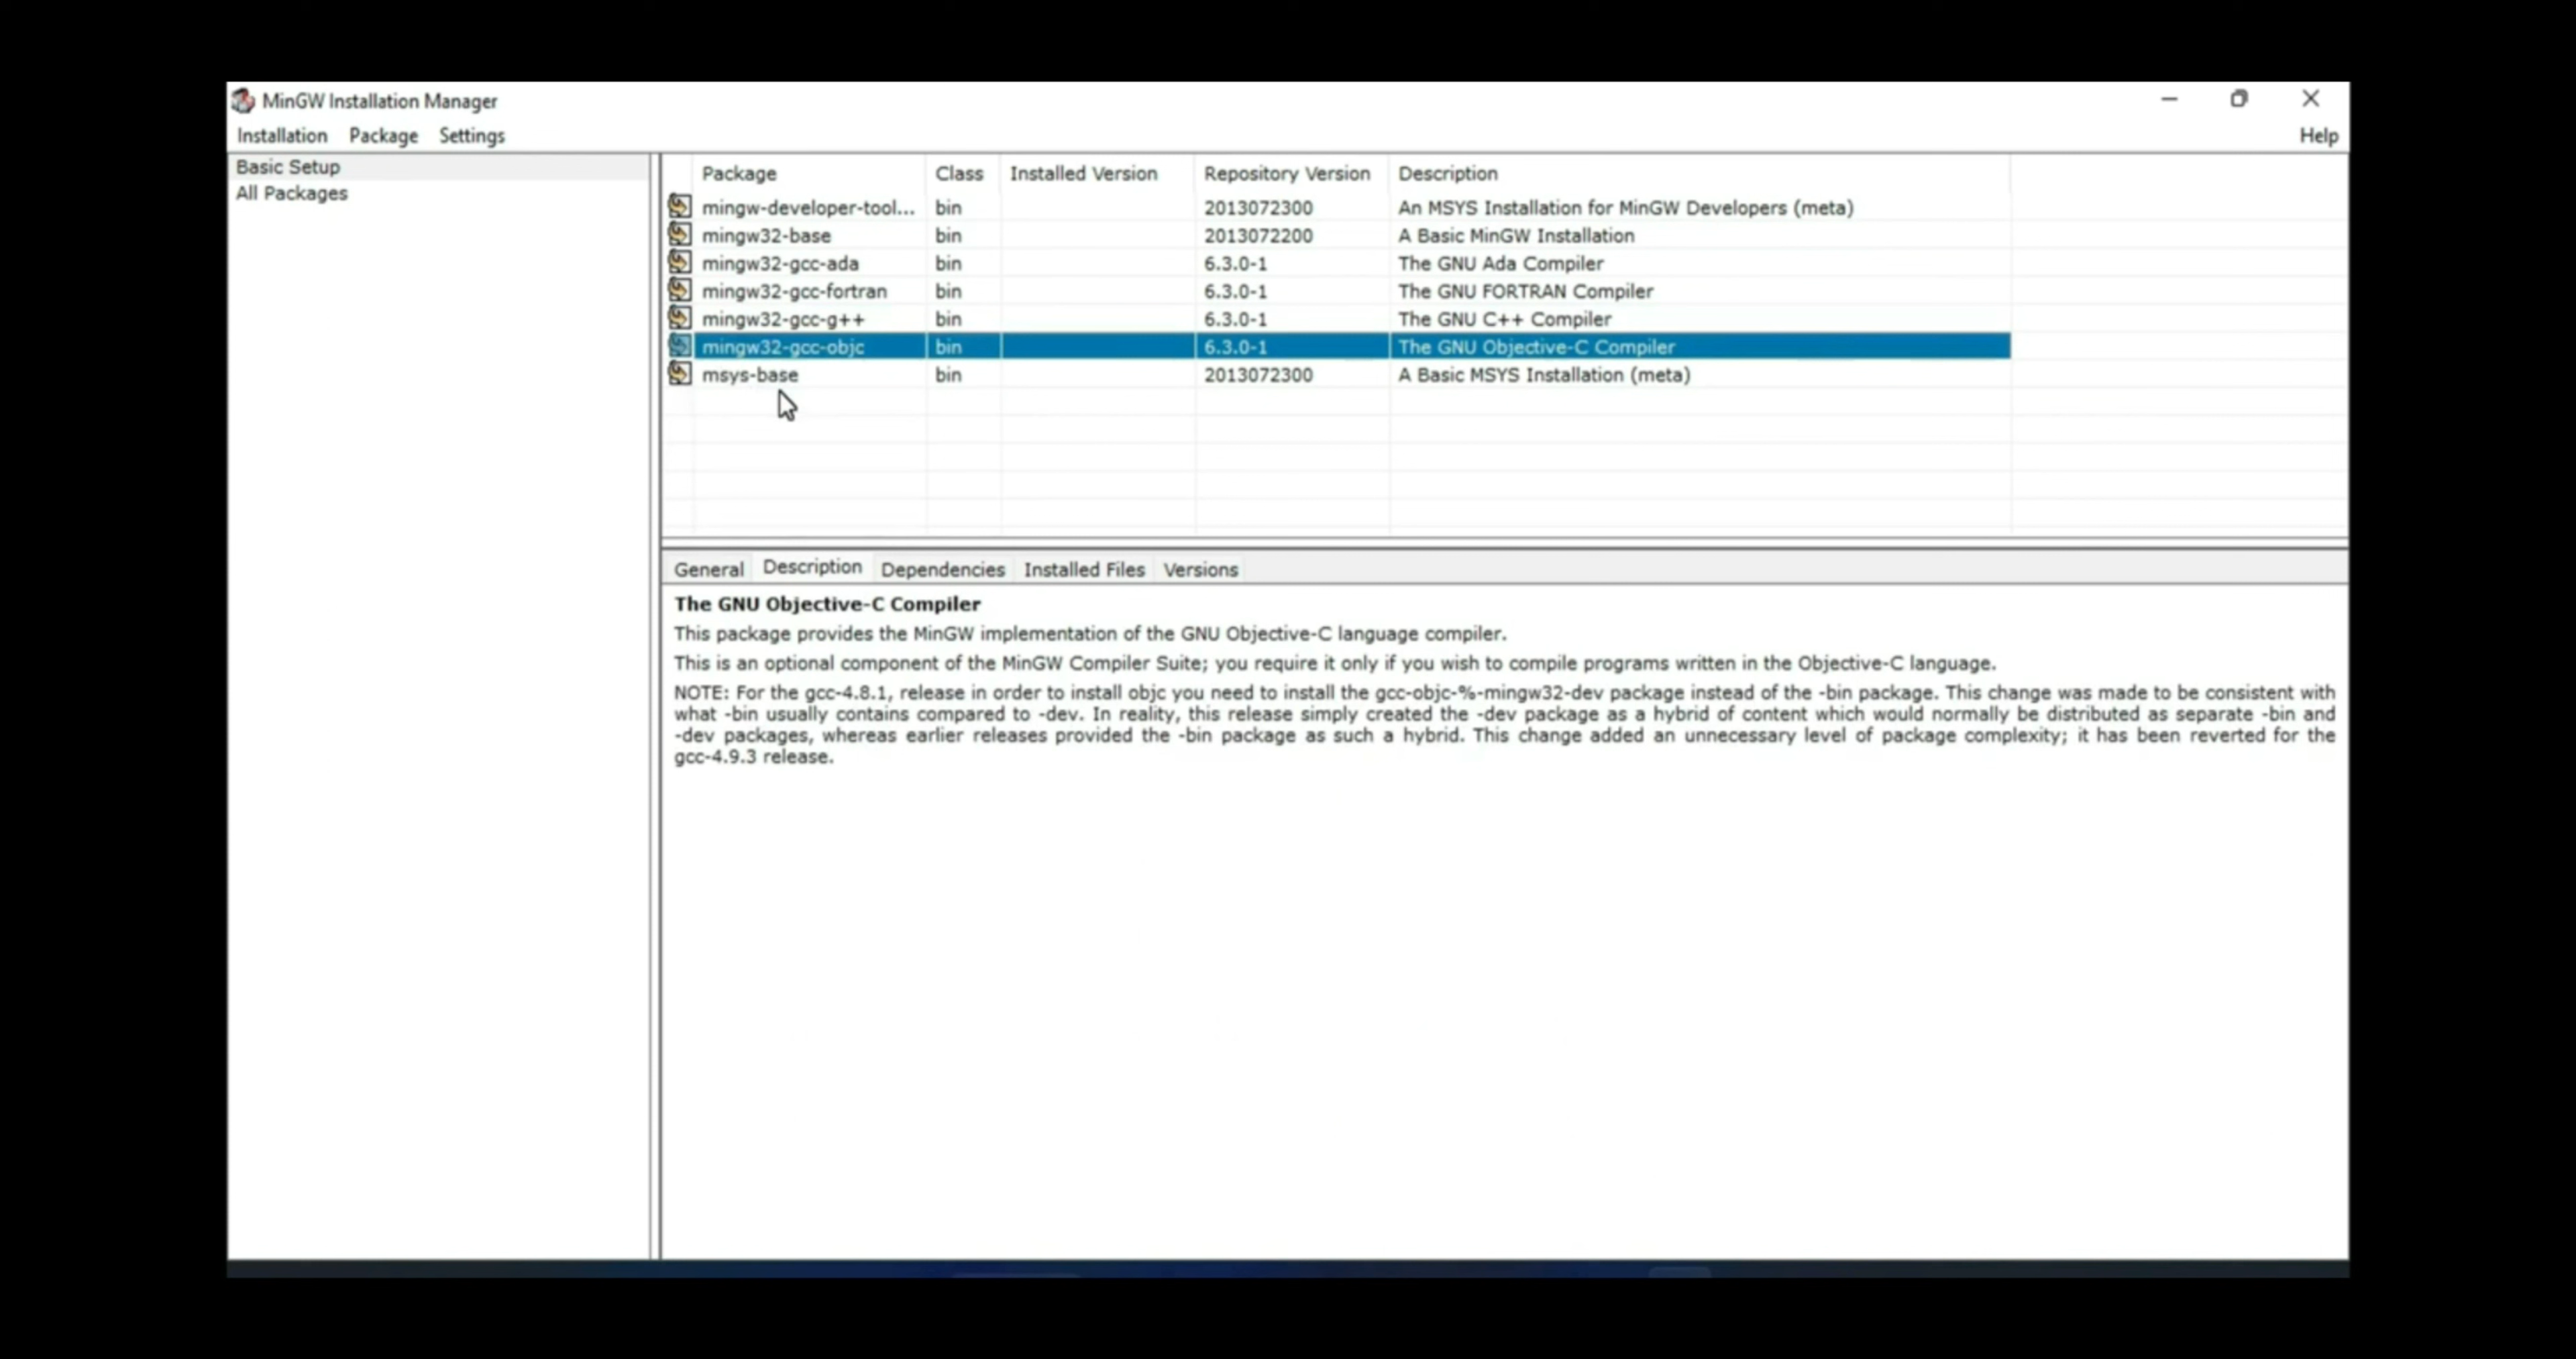 MinGW Installation Manager
Installation Package Settings Help
Basic Setup
All Packages
Package Class Installed Version Repository Version Description
mingw-developer-tool... bin 2013072300 An MSYS Installation for MinGW Developers (meta)
mingw32-base bin 2013072200 A Basic MinGW Installation
mingw32-gcc-ada bin 6.3.0-1 The GNU Ada Compiler
mingw32-gcc-fortran bin 6.3.0-1 The GNU FORTRAN Compiler
mingw32-gcc-g++ bin 6.3.0-1 The GNU C++ Compiler
mingw32-gcc-objc bin 6.3.0-1 The GNU Objective-C Compiler
msys-base bin 2013072300 A Basic MSYS Installation (meta)
General Description Dependencies Installed Files Versions
The GNU Objective-C Compiler
This package provides the MinGW implementation of the GNU Objective-C language compiler.
This is an optional component of the MinGW Compiler Suite; you require it only if you wish to compile programs written in the Objective-C language.
NOTE: For the gcc-4.8.1, release in order to install objc you need to install the gcc-objc-%-mingw32-dev package instead of the -bin package. This change was made to be consistent with
what -bin usually contains compared to -dev. In reality, this release simply created the -dev package as a hybrid of content which would normally be distributed as separate -bin and
-dev packages, whereas earlier releases provided the -bin package as such a hybrid. This change added an unnecessary level of package complexity; it has been reverted for the
gcc-4.9.3 release.